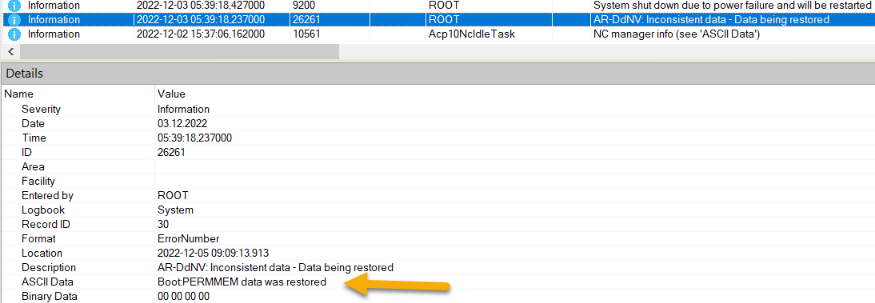 Information 2022-12-03 05:39:18,427000 9200 ROOT System shut down due to power failure and will be restarted
Information 2022-12-03 05:39:18,237000 26261 ROOT AR-DdNV: Inconsistent data - Data being restored
Information 2022-12-02 15:37:06,162000 10561 Acp10NcIdleTask NC manager info (see 'ASCII Data')
Details
Name Value
Severity Information
Date 03.12.2022
Time 05:39:18,237000
ID 26261
Area
Facility
Entered by ROOT
Logbook System
Record ID 30
Format ErrorNumber
Location 2022-12-05 09:09:13.913
Description AR-DdNV: Inconsistent data - Data being restored
ASCII Data Boot:PERMMEM data was restored
Binary Data 00 00 00 00